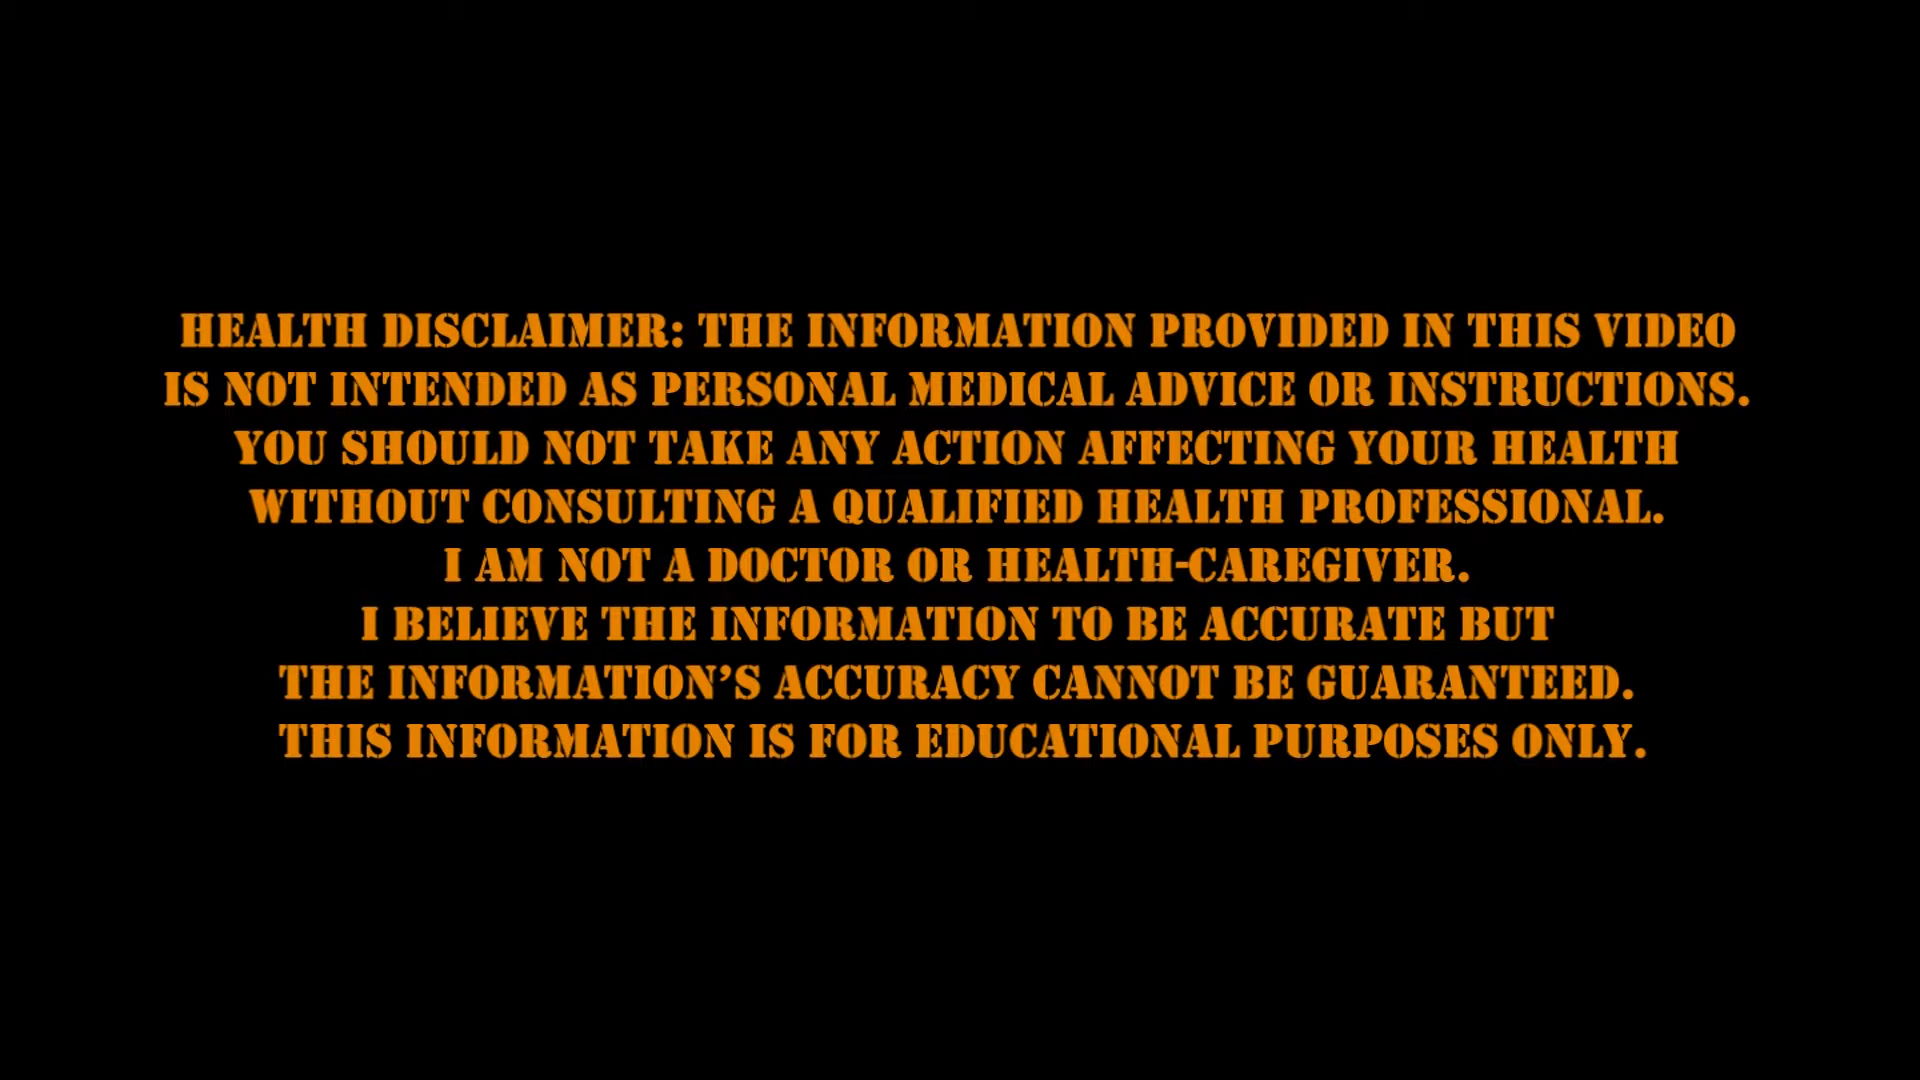 HEALTH DISCLAIMER: THE INFORMATION PROVIDED IN THIS VIDEO
IS NOT INTENDED AS PERSONAL MEDICAL ADVICE OR INSTRUCTIONS.
YOU SHOULD NOT TAKE ANY ACTION AFFECTING YOUR HEALTH
WITHOUT CONSULTING A QUALIFIED HEALTH PROFESSIONAL.
I AM NOT A DOCTOR OR HEALTH-CAREGIVER.
I BELIEVE THE INFORMATION TO BE ACCURATE BUT
THE INFORMATION’S ACCURACY CANNOT BE GUARANTEED.
THIS INFORMATION IS FOR EDUCATIONAL PURPOSES ONLY.